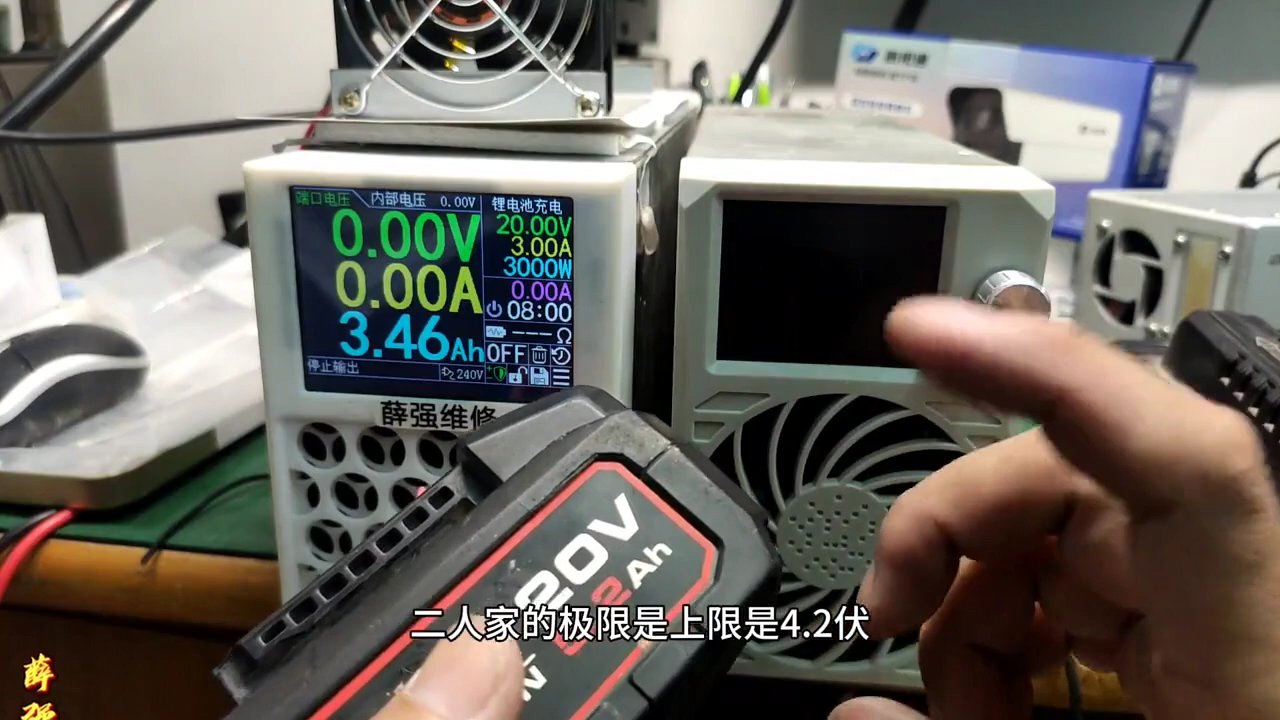 端口电压
内部电压 0.00V
锂电池充电
0.00V
20.00V
3.00A
3000W
0.00A
0.00A
08:00
3.46Ah
---Ω
OFF
停止输出
240V
薛强维修
20V
2Ah
二人家的极限是上限是4.2伏
薛强